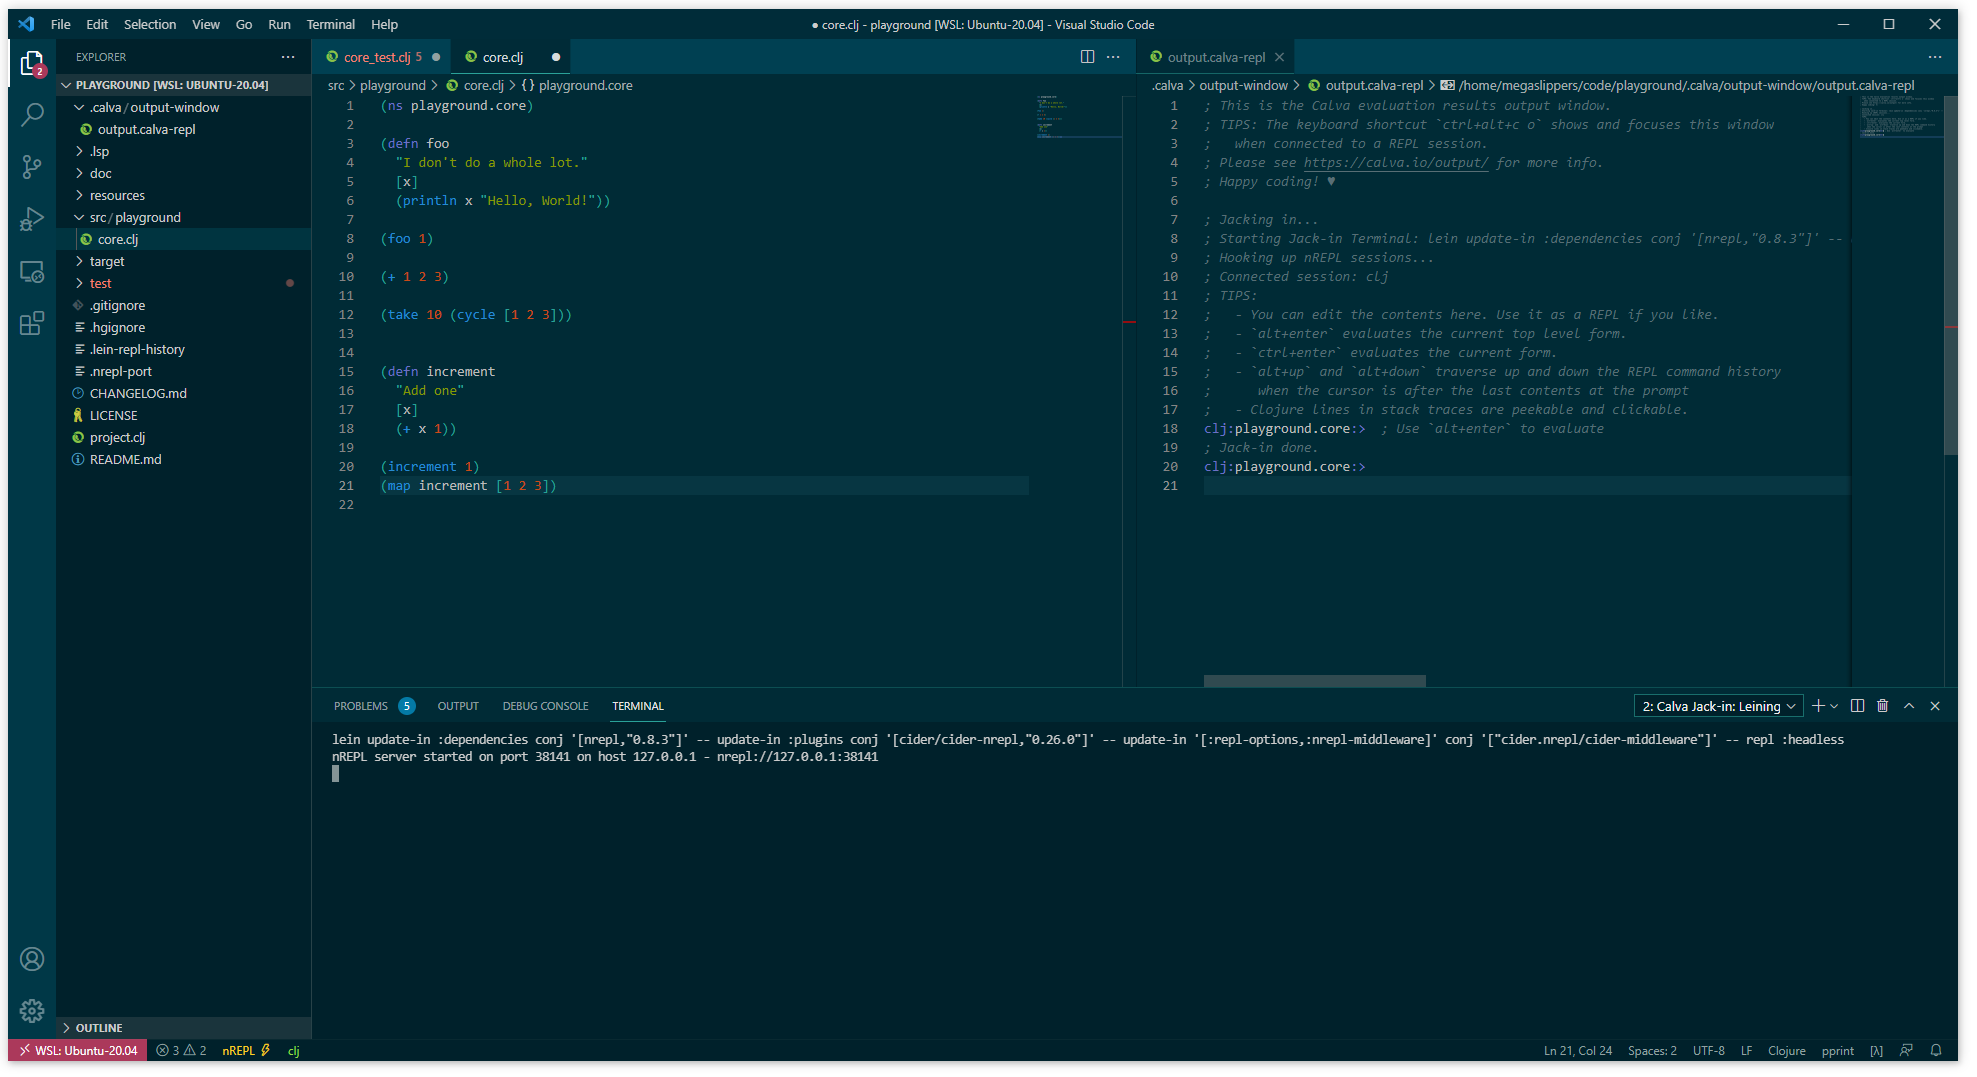 File Edit Selection View Go Run Terminal Help
● core.clj - playground [WSL: Ubuntu-20.04] - Visual Studio Code
2
EXPLORER
PLAYGROUND [WSL: UBUNTU-20.04]
.calva / output-window
output.calva-repl
.lsp
doc
resources
src / playground
core.clj
target
test
.gitignore
.hgignore
.lein-repl-history
.nrepl-port
CHANGELOG.md
LICENSE
project.clj
README.md
OUTLINE
core_test.clj 5
core.clj
src > playground > core.clj > {} playground.core
1 (ns playground.core)
2
3 (defn foo
4 "I don't do a whole lot."
5 [x]
6 (println x "Hello, World!"))
7
8 (foo 1)
9
10 (+ 1 2 3)
11
12 (take 10 (cycle [1 2 3]))
13
14
15 (defn increment
16 "Add one"
17 [x]
18 (+ x 1))
19
20 (increment 1)
21 (map increment [1 2 3])
22
output.calva-repl
.calva > output-window > output.calva-repl > /home/megaslippers/code/playground/.calva/output-window/output.calva-repl
1 ; This is the Calva evaluation results output window.
2 ; TIPS: The keyboard shortcut `ctrl+alt+c o` shows and focuses this window
3 ; when connected to a REPL session.
4 ; Please see https://calva.io/output/ for more info.
5 ; Happy coding! ♥
6
7 ; Jacking in...
8 ; Starting Jack-in Terminal: lein update-in :dependencies conj '[nrepl,"0.8.3"]' --
9 ; Hooking up nREPL sessions...
10 ; Connected session: clj
11 ; TIPS:
12 ; - You can edit the contents here. Use it as a REPL if you like.
13 ; - `alt+enter` evaluates the current top level form.
14 ; - `ctrl+enter` evaluates the current form.
15 ; - `alt+up` and `alt+down` traverse up and down the REPL command history
16 ; when the cursor is after the last contents at the prompt
17 ; - Clojure lines in stack traces are peekable and clickable.
18 clj:playground.core:> ; Use `alt+enter` to evaluate
19 ; Jack-in done.
20 clj:playground.core:>
21
PROBLEMS 5 OUTPUT DEBUG CONSOLE TERMINAL
2: Calva Jack-in: Leining
lein update-in :dependencies conj '[nrepl,"0.8.3"]' -- update-in :plugins conj '[cider/cider-nrepl,"0.26.0"]' -- update-in '[:repl-options,:nrepl-middleware]' conj '["cider.nrepl/cider-middleware"]' -- repl :headless
nREPL server started on port 38141 on host 127.0.0.1 - nrepl://127.0.0.1:38141
WSL: Ubuntu-20.04 3 2 nREPL clj
Ln 21, Col 24 Spaces: 2 UTF-8 LF Clojure pprint [λ]